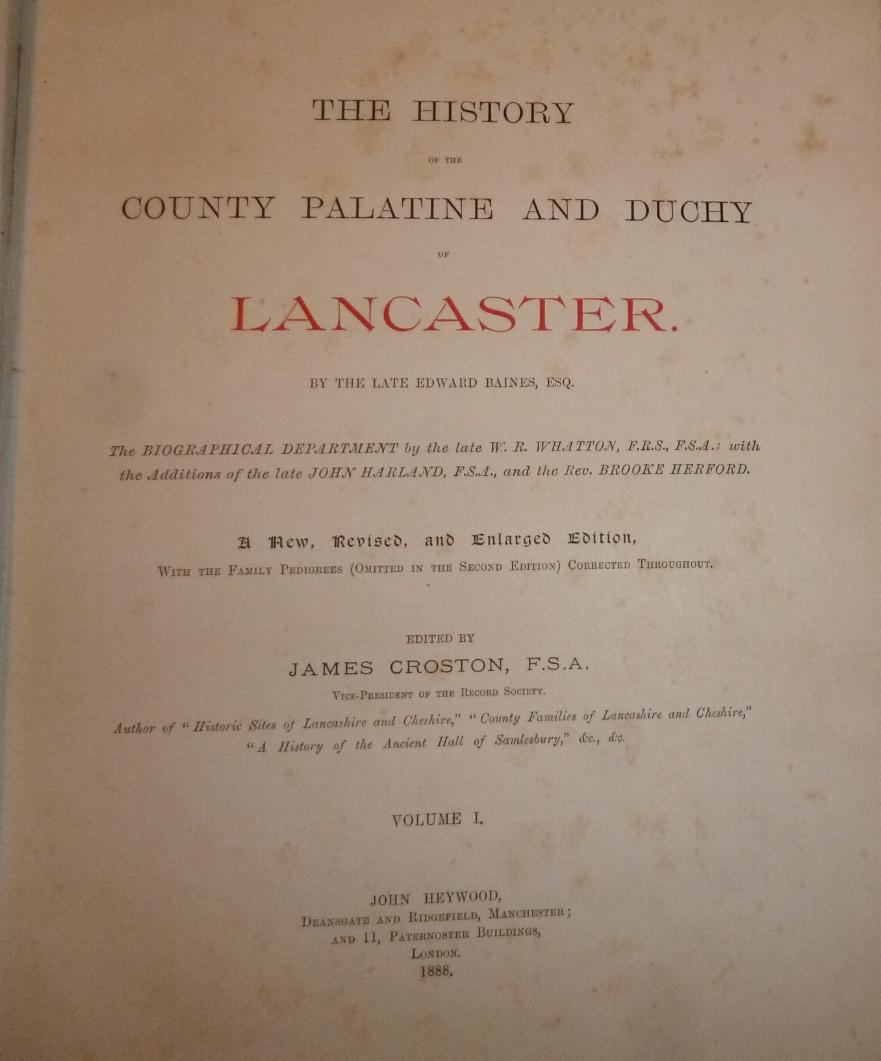 THE HISTORY
OF THE
COUNTY PALATINE AND DUCHY
OF
LANCASTER.
BY THE LATE EDWARD BAINES, ESQ.
The BIOGRAPHICAL DEPARTMENT by the late W. R. WHATTON, F.R.S., F.S.A.; with
the Additions of the late JOHN HARLAND, F.S.A., and the Rev. BROOKE HERFORD.
A New, Revised, and Enlarged Edition,
WITH THE FAMILY PEDIGREES (OMITTED IN THE SECOND EDITION) CORRECTED THROUGHOUT.
EDITED BY
JAMES CROSTON, F.S.A.
VICE-PRESIDENT OF THE RECORD SOCIETY.
Author of "Historic Sites of Lancashire and Cheshire," "County Families of Lancashire and Cheshire,"
"A History of the Ancient Hall of Samlesbury," &c., &c.
VOLUME I.
JOHN HEYWOOD,
DEANSGATE AND RIDGEFIELD, MANCHESTER;
AND 11, PATERNOSTER BUILDINGS,
LONDON.
1888.